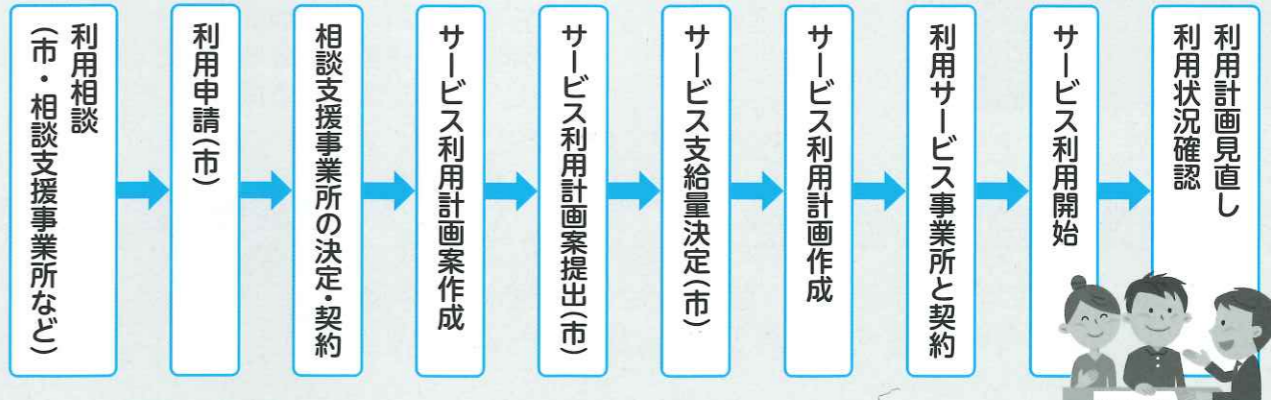 利用相談
（市・相談支援事業所など）
利用申請（市）
相談支援事業所の決定・契約
サービス利用計画案作成
サービス利用計画案提出（市）
サービス支給量決定（市）
サービス利用計画作成
利用サービス事業所と契約
サービス利用開始
利用計画見直し
利用状況確認